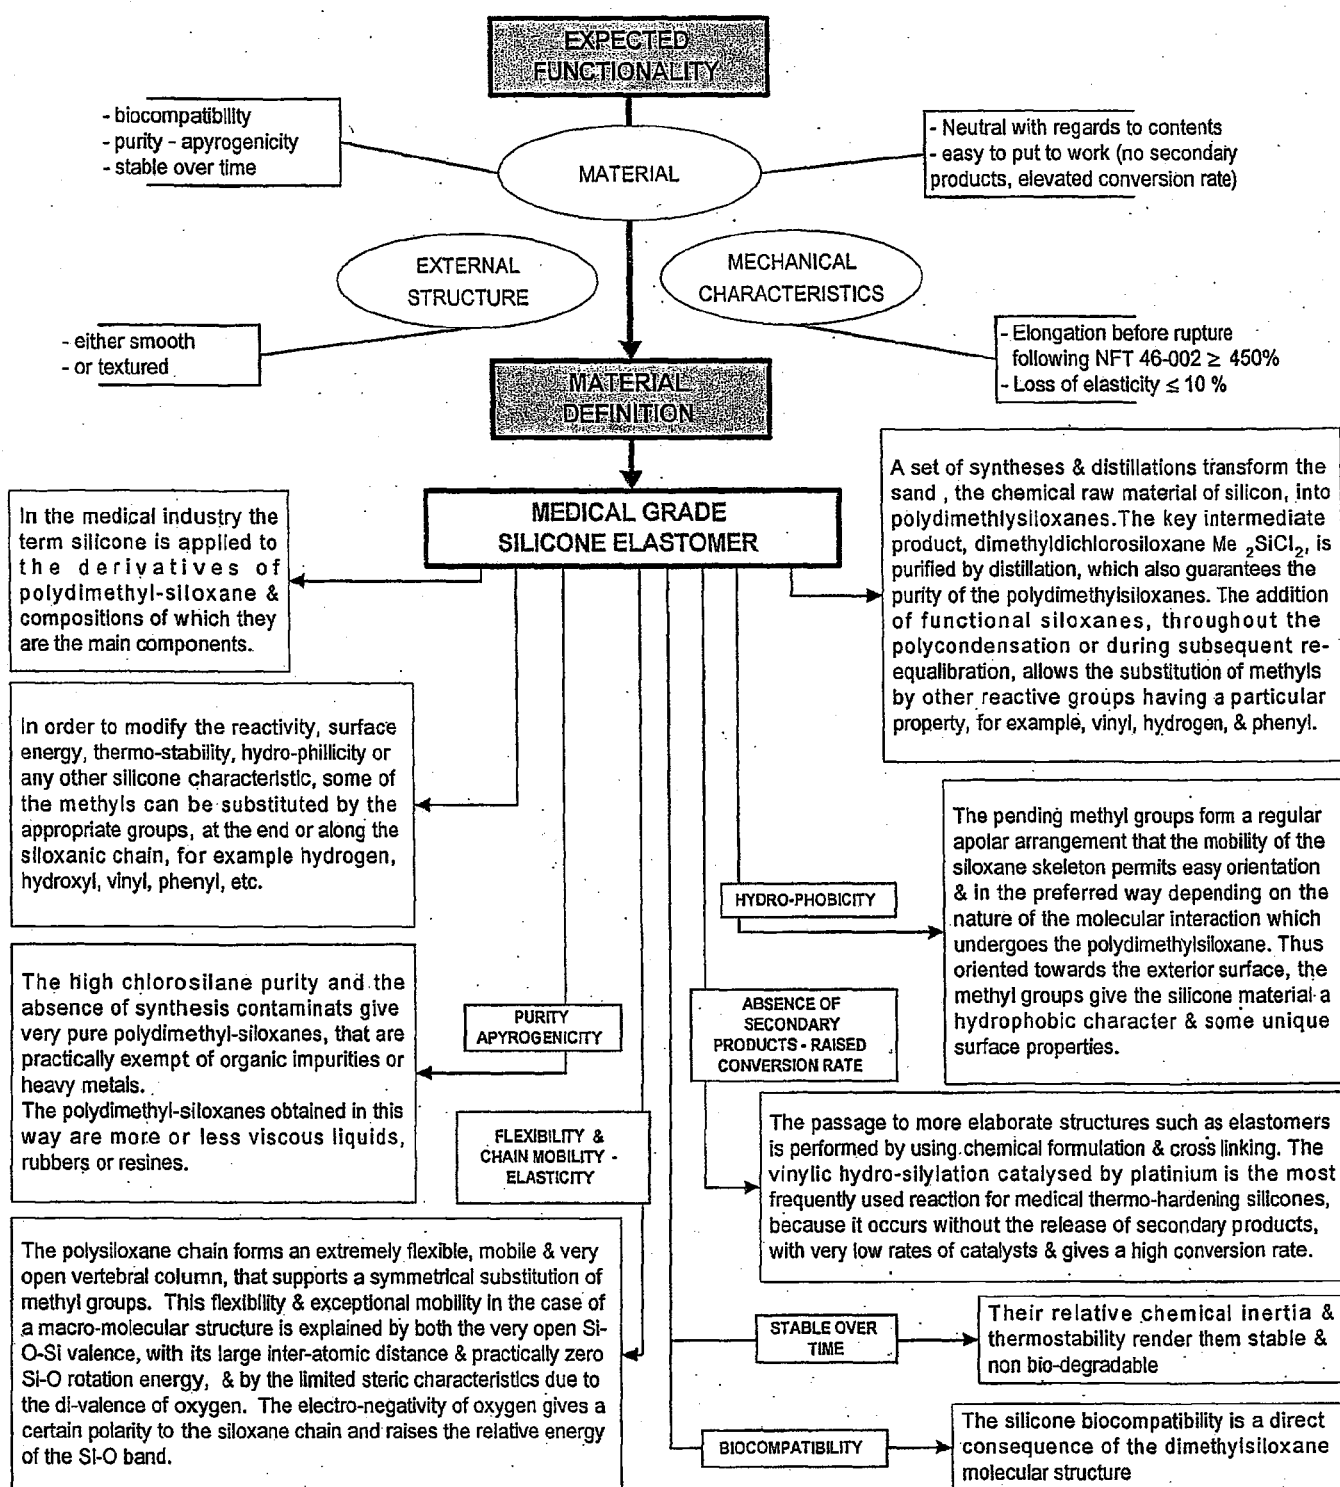 EXPECTED
FUNCTIONALITY
- biocompatibility
- purity - apyrogenicity
- stable over time
MATERIAL
- Neutral with regards to contents
- easy to put to work (no secondary
products, elevated conversion rate)
EXTERNAL
STRUCTURE
MECHANICAL
CHARACTERISTICS
- either smooth
- or textured
- Elongation before rupture
following NFT 46-002 ≥ 450%
- Loss of elasticity ≤ 10 %
MATERIAL
DEFINITION
MEDICAL GRADE
SILICONE ELASTOMER
In the medical industry the
term silicone is applied to
the derivatives of
polydimethyl-siloxane &
compositions of which they
are the main components.
A set of syntheses & distillations transform the
sand , the chemical raw material of silicon, into
polydimethlysiloxanes.The key intermediate
product, dimethyldichlorosiloxane Me ₂SiCl₂, is
purified by distillation, which also guarantees the
purity of the polydimethylsiloxanes. The addition
of functional siloxanes, throughout the
polycondensation or during subsequent re-
equalibration, allows the substitution of methyls
by other reactive groups having a particular
property, for example, vinyl, hydrogen, & phenyl.
In order to modify the reactivity, surface
energy, thermo-stability, hydro-phillicity or
any other silicone characteristic, some of
the methyls can be substituted by the
appropriate groups, at the end or along the
siloxanic chain, for example hydrogen,
hydroxyl, vinyl, phenyl, etc.
HYDRO-PHOBICITY
The pending methyl groups form a regular
apolar arrangement that the mobility of the
siloxane skeleton permits easy orientation
& in the preferred way depending on the
nature of the molecular interaction which
undergoes the polydimethylsiloxane. Thus
oriented towards the exterior surface, the
methyl groups give the silicone material a
hydrophobic character & some unique
surface properties.
The high chlorosilane purity and the
absence of synthesis contaminats give
very pure polydimethyl-siloxanes, that are
practically exempt of organic impurities or
heavy metals.
The polydimethyl-siloxanes obtained in this
way are more or less viscous liquids,
rubbers or resines.
PURITY
APYROGENICITY
ABSENCE OF
SECONDARY
PRODUCTS - RAISED
CONVERSION RATE
FLEXIBILITY &
CHAIN MOBILITY -
ELASTICITY
The passage to more elaborate structures such as elastomers
is performed by using chemical formulation & cross linking. The
vinylic hydro-silylation catalysed by platinium is the most
frequently used reaction for medical thermo-hardening silicones,
because it occurs without the release of secondary products,
with very low rates of catalysts & gives a high conversion rate.
The polysiloxane chain forms an extremely flexible, mobile & very
open vertebral column, that supports a symmetrical substitution of
methyl groups. This flexibility & exceptional mobility in the case of
a macro-molecular structure is explained by both the very open Si-
O-Si valence, with its large inter-atomic distance & practically zero
Si-O rotation energy, & by the limited steric characteristics due to
the di-valence of oxygen. The electro-negativity of oxygen gives a
certain polarity to the siloxane chain and raises the relative energy
of the Si-O band.
STABLE OVER
TIME
Their relative chemical inertia &
thermostability render them stable &
non bio-degradable
BIOCOMPATIBILITY
The silicone biocompatibility is a direct
consequence of the dimethylsiloxane
molecular structure